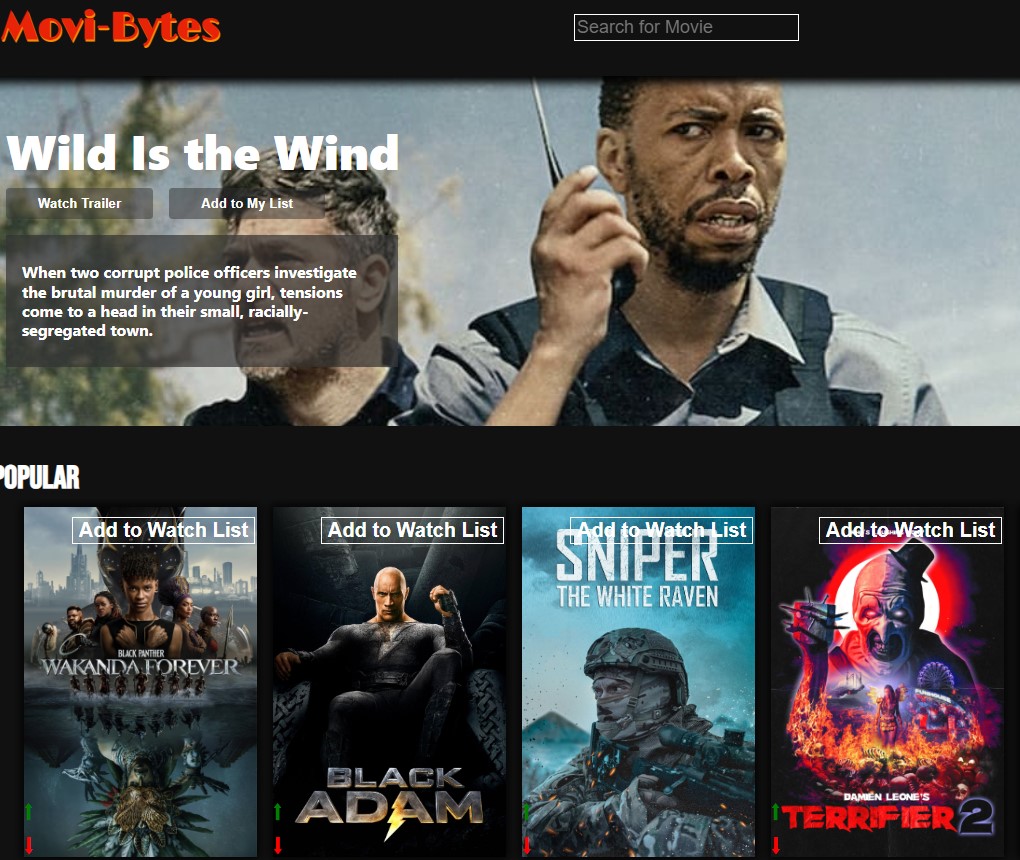 Movi-Bytes
Search for Movie
Wild Is the Wind
Watch Trailer
Add to My List
When two corrupt police officers investigate
the brutal murder of a young girl, tensions
come to a head in their small, racially-
segregated town.
POPULAR
Add to Watch List
Add to Watch List
Add to Watch List
Add to Watch List
BLACK PANTHER
WAKANDA FOREVER
BLACK
ADAM
SNIPER
THE WHITE RAVEN
FUNHOUSE
DAMIEN LEONE'S
TERRIFIER 2